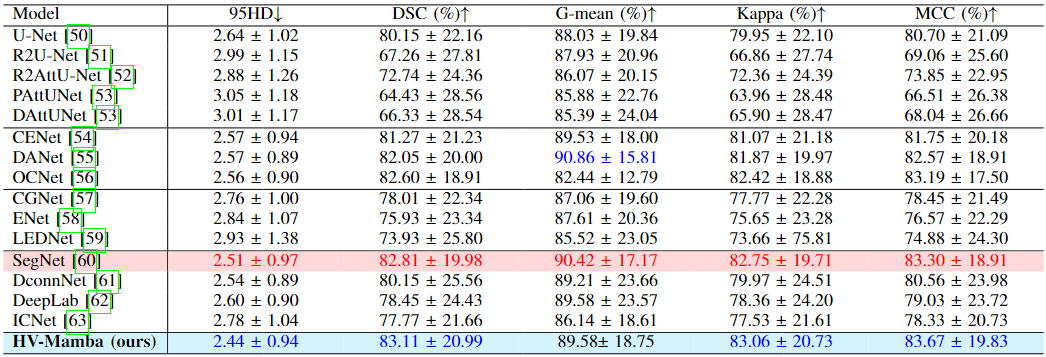 Model 95HD↓ DSC (%)↑ G-mean (%)↑ Kappa (%)↑ MCC (%)↑
U-Net [50] 2.64 ± 1.02 80.15 ± 22.16 88.03 ± 19.84 79.95 ± 22.10 80.70 ± 21.09
R2U-Net [51] 2.99 ± 1.15 67.26 ± 27.81 87.93 ± 20.96 66.86 ± 27.74 69.06 ± 25.60
R2AttU-Net [52] 2.88 ± 1.26 72.74 ± 24.36 86.07 ± 20.15 72.36 ± 24.39 73.85 ± 22.95
PAttUNet [53] 3.05 ± 1.18 64.43 ± 28.56 85.88 ± 22.76 63.96 ± 28.48 66.51 ± 26.38
DAttUNet [53] 3.01 ± 1.17 66.33 ± 28.54 85.39 ± 24.04 65.90 ± 28.47 68.04 ± 26.66
CENet [54] 2.57 ± 0.94 81.27 ± 21.23 89.53 ± 18.00 81.07 ± 21.18 81.75 ± 20.18
DANet [55] 2.57 ± 0.89 82.05 ± 20.00 90.86 ± 15.81 81.87 ± 19.97 82.57 ± 18.91
OCNet [56] 2.56 ± 0.90 82.60 ± 18.91 82.44 ± 12.79 82.42 ± 18.88 83.19 ± 17.50
CGNet [57] 2.76 ± 1.00 78.01 ± 22.34 87.06 ± 19.60 77.77 ± 22.28 78.45 ± 21.49
ENet [58] 2.84 ± 1.07 75.93 ± 23.34 87.61 ± 20.36 75.65 ± 23.28 76.57 ± 22.29
LEDNet [59] 2.93 ± 1.38 73.93 ± 25.80 85.52 ± 23.05 73.66 ± 75.81 74.88 ± 24.30
SegNet [60] 2.51 ± 0.97 82.81 ± 19.98 90.42 ± 17.17 82.75 ± 19.71 83.30 ± 18.91
DconnNet [61] 2.54 ± 0.89 80.15 ± 25.56 89.21 ± 23.66 79.97 ± 24.51 80.56 ± 23.98
DeepLab [62] 2.60 ± 0.90 78.45 ± 24.43 89.58 ± 23.57 78.36 ± 24.20 79.03 ± 23.72
ICNet [63] 2.78 ± 1.04 77.77 ± 21.66 86.14 ± 18.61 77.53 ± 21.61 78.33 ± 20.73
HV-Mamba (ours) 2.44 ± 0.94 83.11 ± 20.99 89.58± 18.75 83.06 ± 20.73 83.67 ± 19.83